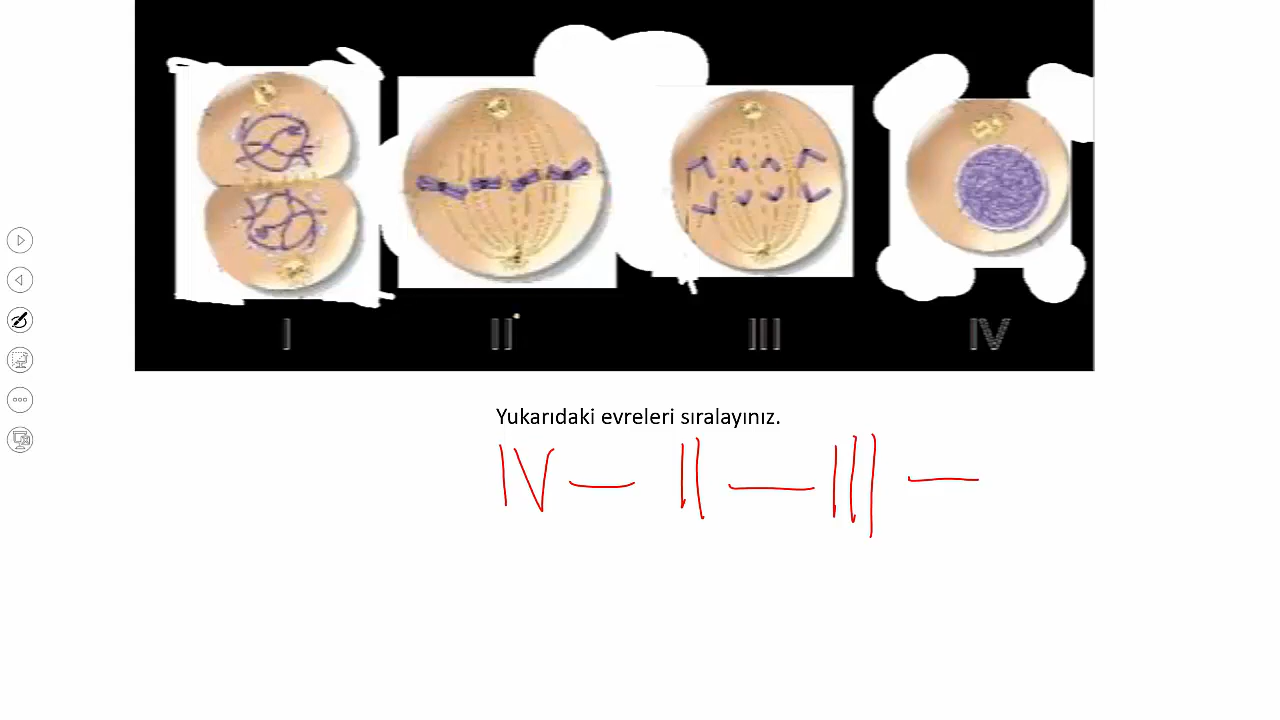 I II III IV
Yukarıdaki evreleri sıralayınız.
IV — II — III —